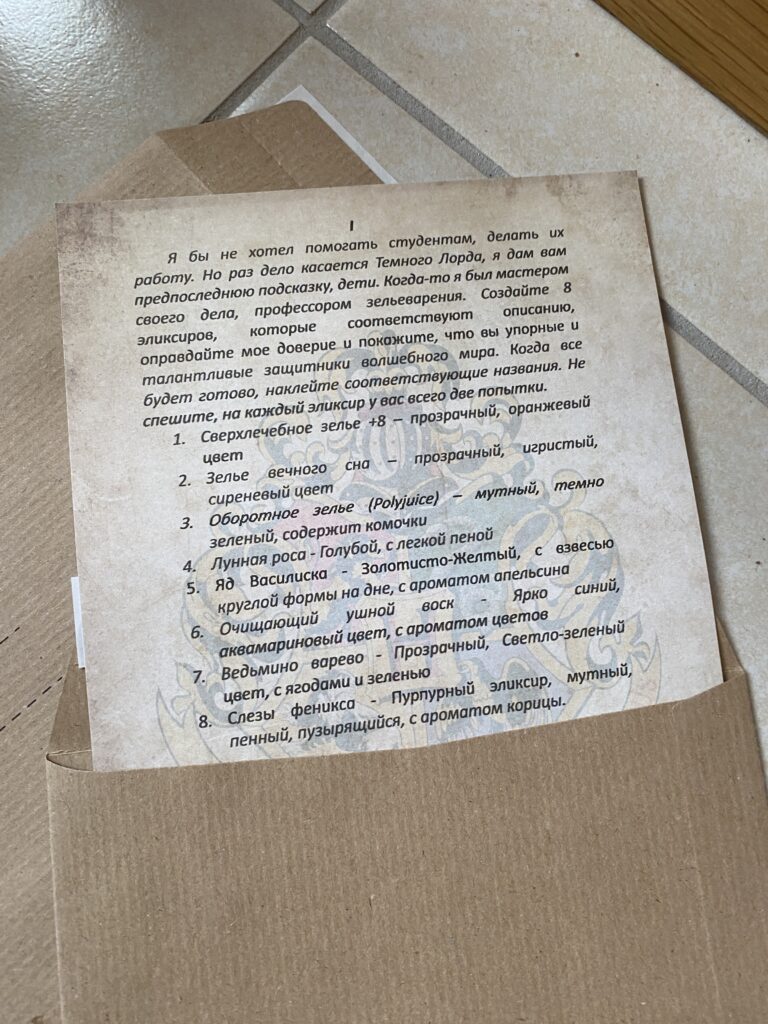 I
Я бы не хотел помогать студентам, делать их
работу. Но раз дело касается Темного Лорда, я дам вам
предпоследнюю подсказку, дети. Когда-то я был мастером
своего дела, профессором зельеварения. Создайте 8
эликсиров, которые соответствуют описанию,
оправдайте мое доверие и покажите, что вы упорные и
талантливые защитники волшебного мира. Когда все
будет готово, наклейте соответствующие названия. Не
спешите, на каждый эликсир у вас всего две попытки.
1. Сверхлечебное зелье +8 – прозрачный, оранжевый
цвет
2. Зелье вечного сна – прозрачный, игристый,
сиреневый цвет
3. Оборотное зелье (Polyjuice) – мутный, темно
зеленый, содержит комочки
4. Лунная роса - Голубой, с легкой пеной
5. Яд Василиска - Золотисто-Желтый, с взвесью
круглой формы на дне, с ароматом апельсина
6. Очищающий ушной воск - Ярко синий,
аквамариновый цвет, с ароматом цветов
7. Ведьмино варево - Прозрачный, Светло-зеленый
цвет, с ягодами и зеленью
8. Слезы феникса - Пурпурный эликсир, мутный,
пенный, пузырящийся, с ароматом корицы.